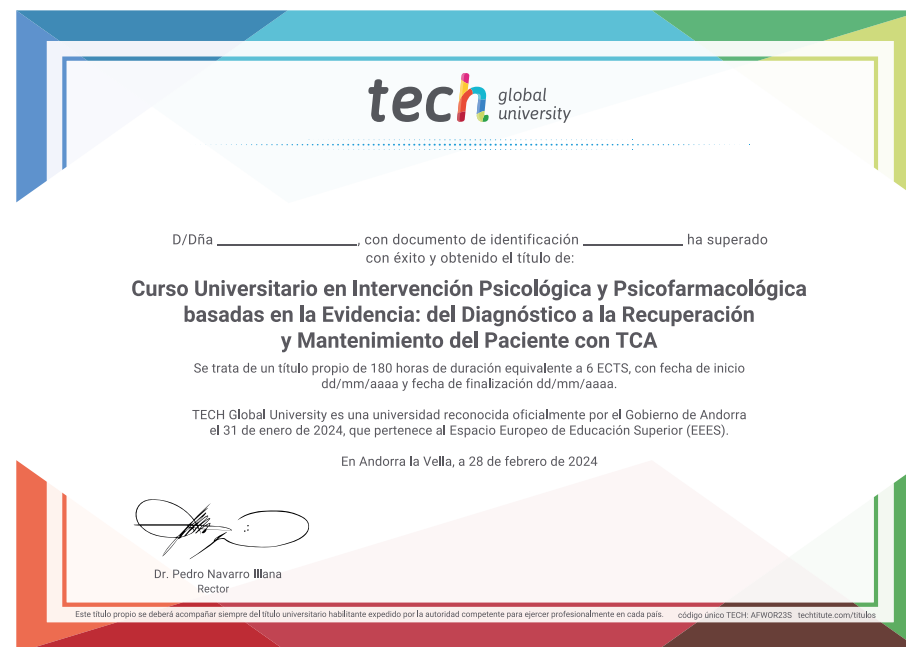 tech global
university
D/Dña ____________________, con documento de identificación ______________ ha superado
con éxito y obtenido el título de:
Curso Universitario en Intervención Psicológica y Psicofarmacológica
basadas en la Evidencia: del Diagnóstico a la Recuperación
y Mantenimiento del Paciente con TCA
Se trata de un título propio de 180 horas de duración equivalente a 6 ECTS, con fecha de inicio
dd/mm/aaaa y fecha de finalización dd/mm/aaaa.
TECH Global University es una universidad reconocida oficialmente por el Gobierno de Andorra
el 31 de enero de 2024, que pertenece al Espacio Europeo de Educación Superior (EEES).
En Andorra la Vella, a 28 de febrero de 2024
Dr. Pedro Navarro Illana
Rector
Este título propio se deberá acompañar siempre del título universitario habilitante expedido por la autoridad competente para ejercer profesionalmente en cada país. código único TECH: AFWOR23S techtitute.com/titulos